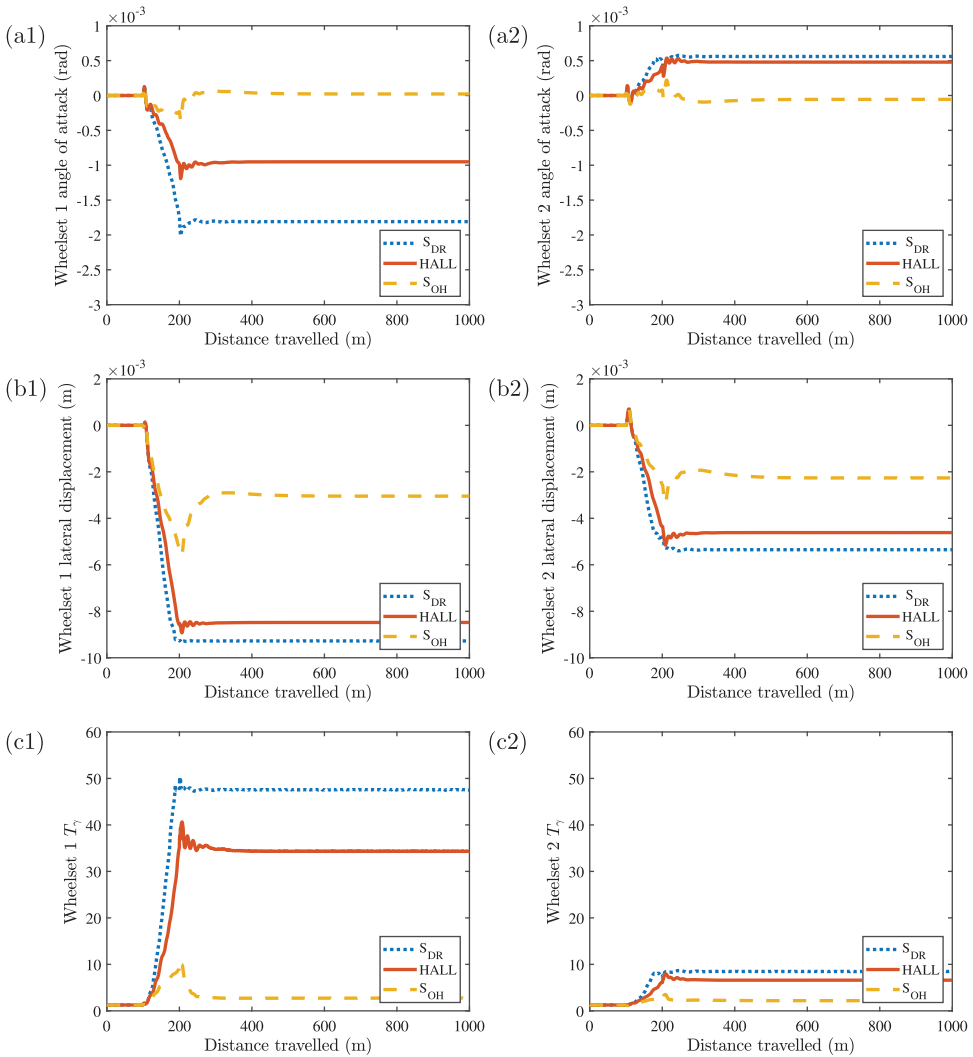 (a1)
×10⁻³
1
0.5
0
-0.5
-1
-1.5
-2
-2.5
-3
Wheelset 1 angle of attack (rad)
S_DR
HALL
S_OH
0 200 400 600 800 1000
Distance travelled (m)
(a2)
×10⁻³
1
0.5
0
-0.5
-1
-1.5
-2
-2.5
-3
Wheelset 2 angle of attack (rad)
S_DR
HALL
S_OH
0 200 400 600 800 1000
Distance travelled (m)
(b1)
×10⁻³
2
0
-2
-4
-6
-8
-10
Wheelset 1 lateral displacement (m)
S_DR
HALL
S_OH
0 200 400 600 800 1000
Distance travelled (m)
(b2)
×10⁻³
2
0
-2
-4
-6
-8
-10
Wheelset 2 lateral displacement (m)
S_DR
HALL
S_OH
0 200 400 600 800 1000
Distance travelled (m)
(c1)
60
50
40
30
20
10
0
Wheelset 1 T_γ
S_DR
HALL
S_OH
0 200 400 600 800 1000
Distance travelled (m)
(c2)
60
50
40
30
20
10
0
Wheelset 2 T_γ
S_DR
HALL
S_OH
0 200 400 600 800 1000
Distance travelled (m)